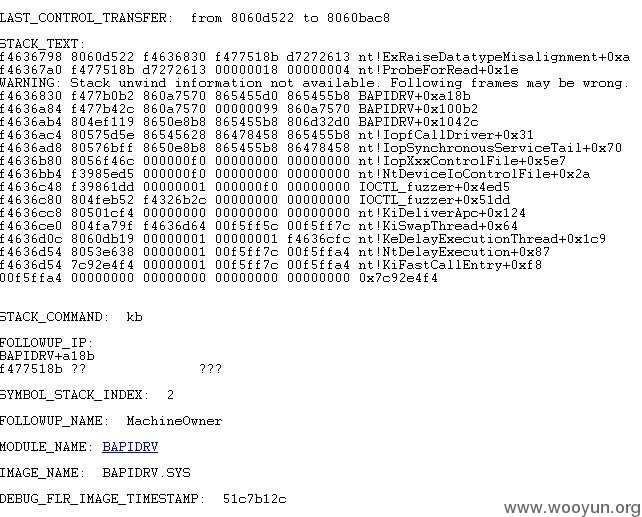 LAST_CONTROL_TRANSFER:  from 8060d522 to 8060bac8
STACK_TEXT:
f4636798 8060d522 f4636830 f477518b d7272613 nt!ExRaiseDatatypeMisalignment+0xa
f46367a0 f477518b d7272613 00000018 00000004 nt!ProbeForRead+0x1e
WARNING: Stack unwind information not available. Following frames may be wrong.
f4636830 f477b0b2 860a7570 865455d0 865455b8 BAPIDRV+0xa18b
f4636a84 f477b42c 860a7570 00000099 860a7570 BAPIDRV+0x100b2
f4636ab4 804ef119 8650e8b8 865455b8 806d32d0 BAPIDRV+0x1042c
f4636ac4 80575d5e 86545628 86478458 865455b8 nt!IopfCallDriver+0x31
f4636ad8 80576bff 8650e8b8 865455b8 86478458 nt!IopSynchronousServiceTail+0x70
f4636b80 8056f46c 000000f0 00000000 00000000 nt!IopXxxControlFile+0x5e7
f4636bb4 f3985ed5 000000f0 00000000 00000000 nt!NtDeviceIoControlFile+0x2a
f4636c48 f39861dd 00000001 000000f0 00000000 IOCTL_fuzzer+0x4ed5
f4636c80 804feb52 f4326b2c 00000000 00000000 IOCTL_fuzzer+0x51dd
f4636cc8 80501cf4 00000000 00000000 00000000 nt!KiDeliverApc+0x124
f4636ce0 804fa79f f4636d64 00f5ff5c 00f5ff7c nt!KiSwapThread+0x64
f4636d0c 8060db19 00000001 00000001 f4636cfc nt!KeDelayExecutionThread+0x1c9
f4636d54 8053e638 00000001 00f5ff7c 00f5ffa4 nt!NtDelayExecution+0x87
f4636d54 7c92e4f4 00000001 00f5ff7c 00f5ffa4 nt!KiFastCallEntry+0xf8
00f5ffa4 00000000 00000000 00000000 00000000 0x7c92e4f4
STACK_COMMAND:  kb
FOLLOWUP_IP:
BAPIDRV+a18b
f477518b ??              ???
SYMBOL_STACK_INDEX:  2
FOLLOWUP_NAME:  MachineOwner
MODULE_NAME: BAPIDRV
IMAGE_NAME:  BAPIDRV.SYS
DEBUG_FLR_IMAGE_TIMESTAMP:  51c7b12c
www.wooyun.org